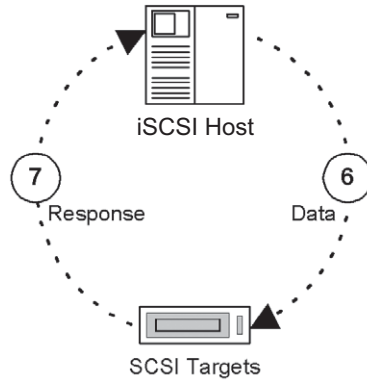 iSCSI Host
7
6
Response
Data
SCSI Targets